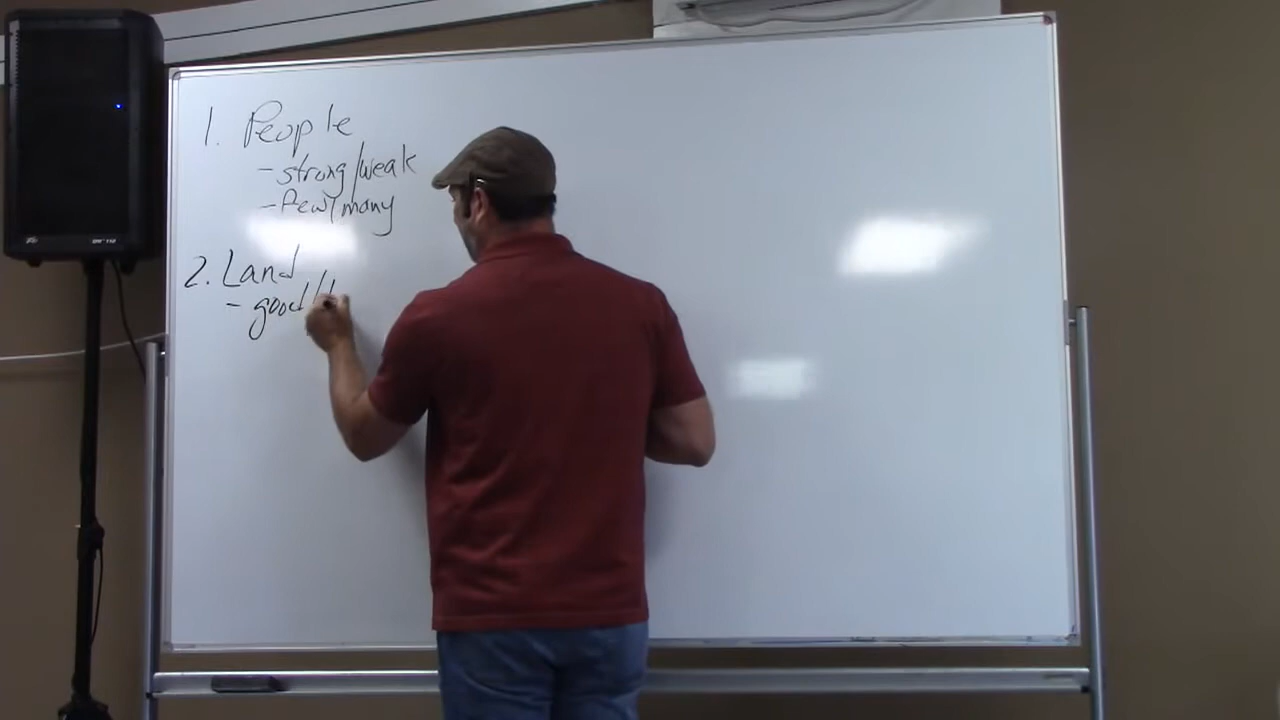 1. People
- strong/weak
- few/many
2. Land
- good/